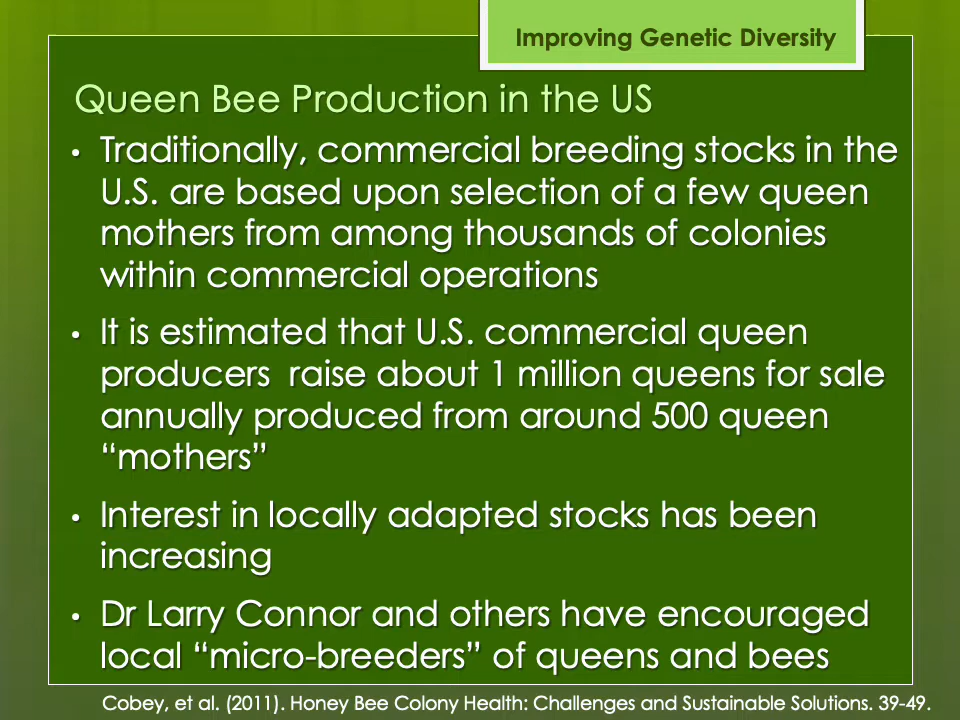 Improving Genetic Diversity
Queen Bee Production in the US
• Traditionally, commercial breeding stocks in the
U.S. are based upon selection of a few queen
mothers from among thousands of colonies
within commercial operations
• It is estimated that U.S. commercial queen
producers  raise about 1 million queens for sale
annually produced from around 500 queen
“mothers”
• Interest in locally adapted stocks has been
increasing
• Dr Larry Connor and others have encouraged
local “micro-breeders” of queens and bees
Cobey, et al. (2011). Honey Bee Colony Health: Challenges and Sustainable Solutions. 39-49.